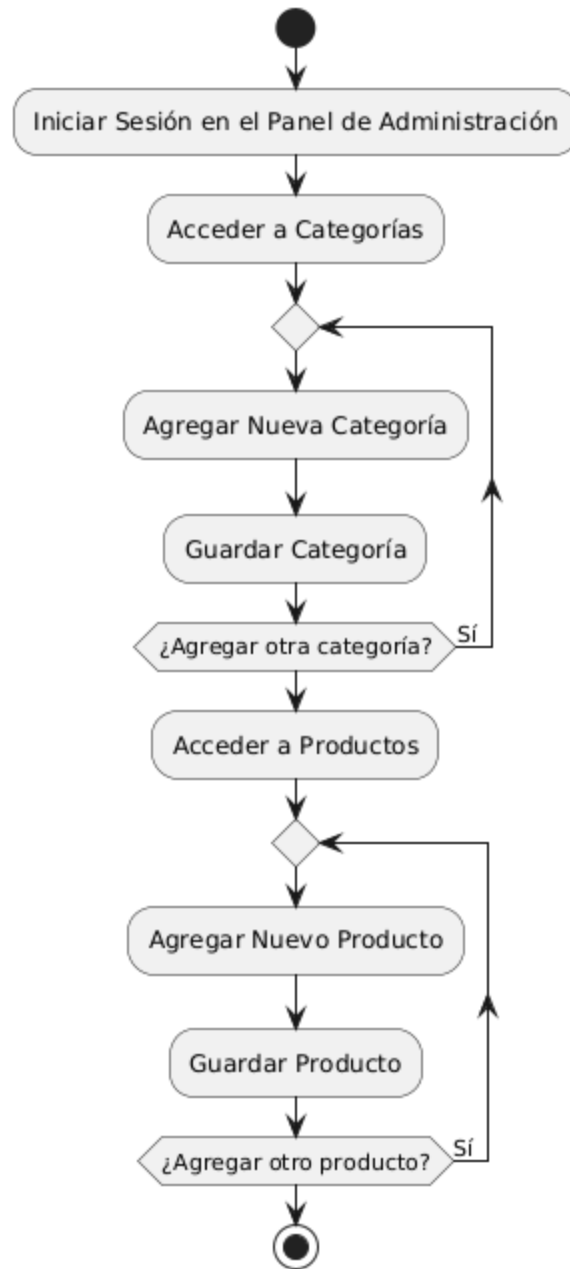 Iniciar Sesión en el Panel de Administración
Acceder a Categorías
Agregar Nueva Categoría
Guardar Categoría
¿Agregar otra categoría?
Sí
Acceder a Productos
Agregar Nuevo Producto
Guardar Producto
¿Agregar otro producto?
Sí